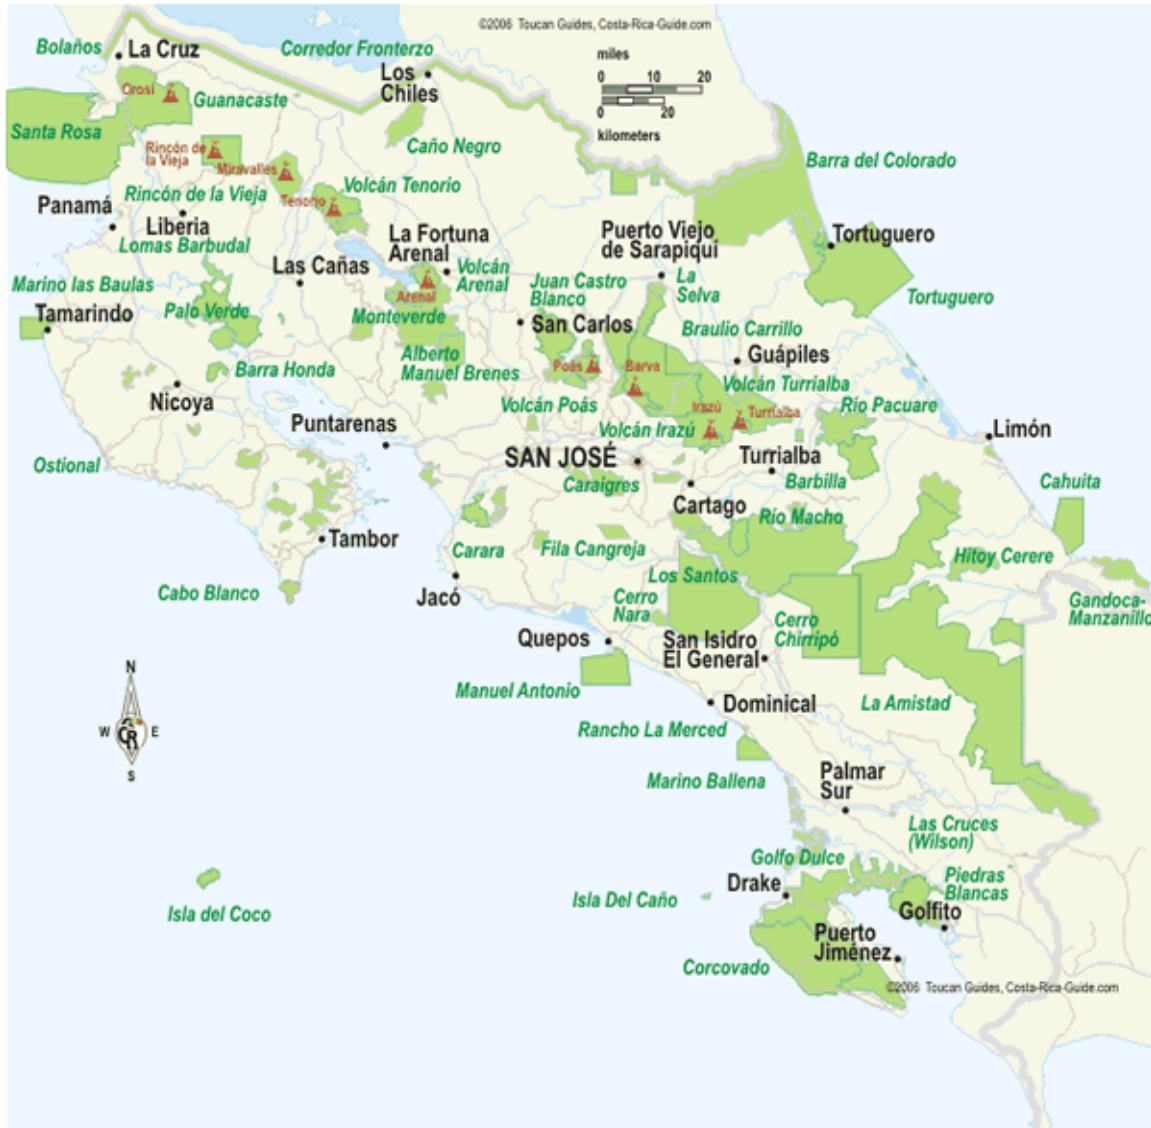 ©2006 Toucan Guides, Costa-Rica-Guide.com
Bolaños
La Cruz
Corredor Fronterzo
Los
Chiles
miles
0 10 20
0 20
kilometers
Orosí
Guanacaste
Santa Rosa
Caño Negro
Barra del Colorado
Rincón de
la Vieja
Miravalles
Rincón de la Vieja
Volcán Tenorio
Tenorio
Panamá
Liberia
Lomas Barbudal
La Fortuna
Arenal
Puerto Viejo
de Sarapiquí
Tortuguero
Las Cañas
Volcán
Arenal
Juan Castro
Blanco
La
Selva
Tortuguero
Marino las Baulas
Tamarindo
Palo Verde
Arenal
Monteverde
San Carlos
Braulio Carrillo
Guápiles
Alberto
Manuel Brenes
Barra Honda
Poás
Barva
Volcán Turrialba
Nicoya
Volcán Poás
Irazú
Turrialba
Río Pacuare
Puntarenas
Volcán Irazú
Limón
Ostional
SAN JOSÉ
Turrialba
Caraigres
Cartago
Barbilla
Cahuita
Río Macho
Tambor
Carara
Fila Cangreja
Hitoy Cerere
Los Santos
Cabo Blanco
Jacó
Cerro
Nara
Cerro
Chirripó
Gandoca-
Manzanillo
Quepos
San Isidro
El General
N
W
E
S
CR
Manuel Antonio
Dominical
La Amistad
Rancho La Merced
Marino Ballena
Palmar
Sur
Las Cruces
(Wilson)
Golfo Dulce
Piedras
Blancas
Drake
Isla Del Caño
Golfito
Isla del Coco
Puerto
Jiménez
Corcovado
©2006 Toucan Guides, Costa-Rica-Guide.com